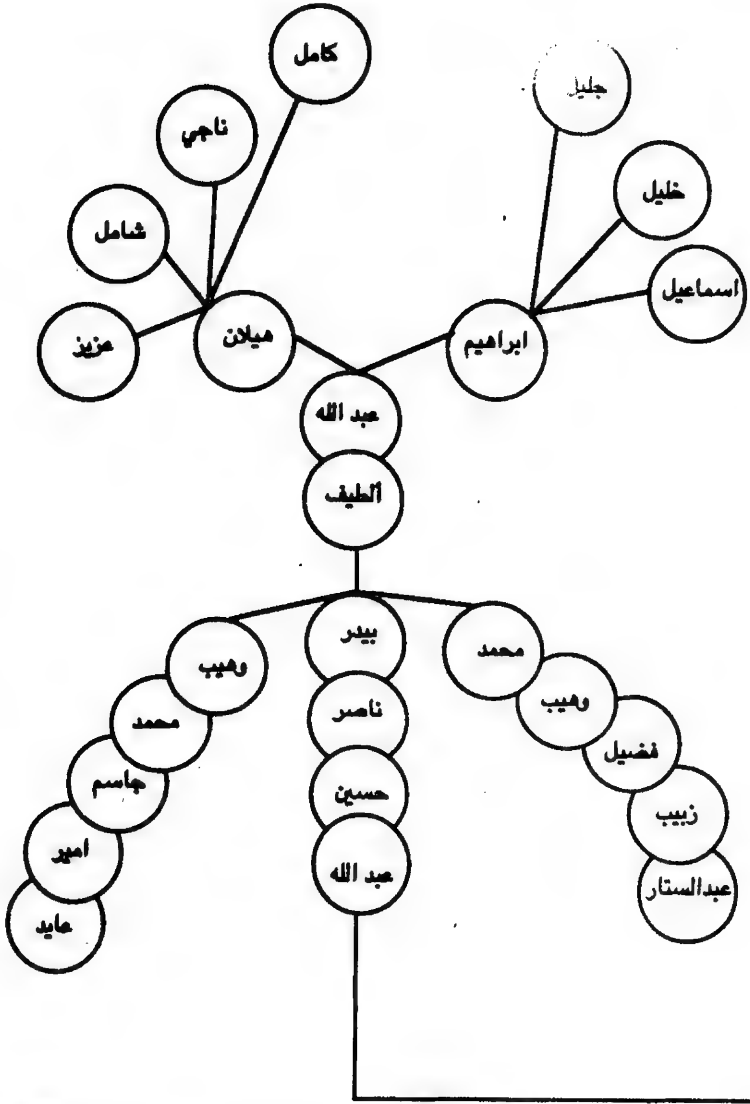 كامل
جليل
ناجي
خليل
شامل
اسماعيل
هيلان
ابراهيم
عزيز
عبد الله
ألطيف
بيدر
محمد
وهيب
ناصر
وهيب
محمد
فضيل
جاسم
حسين
زبيب
امير
عبد الله
عبدالستار
عايد